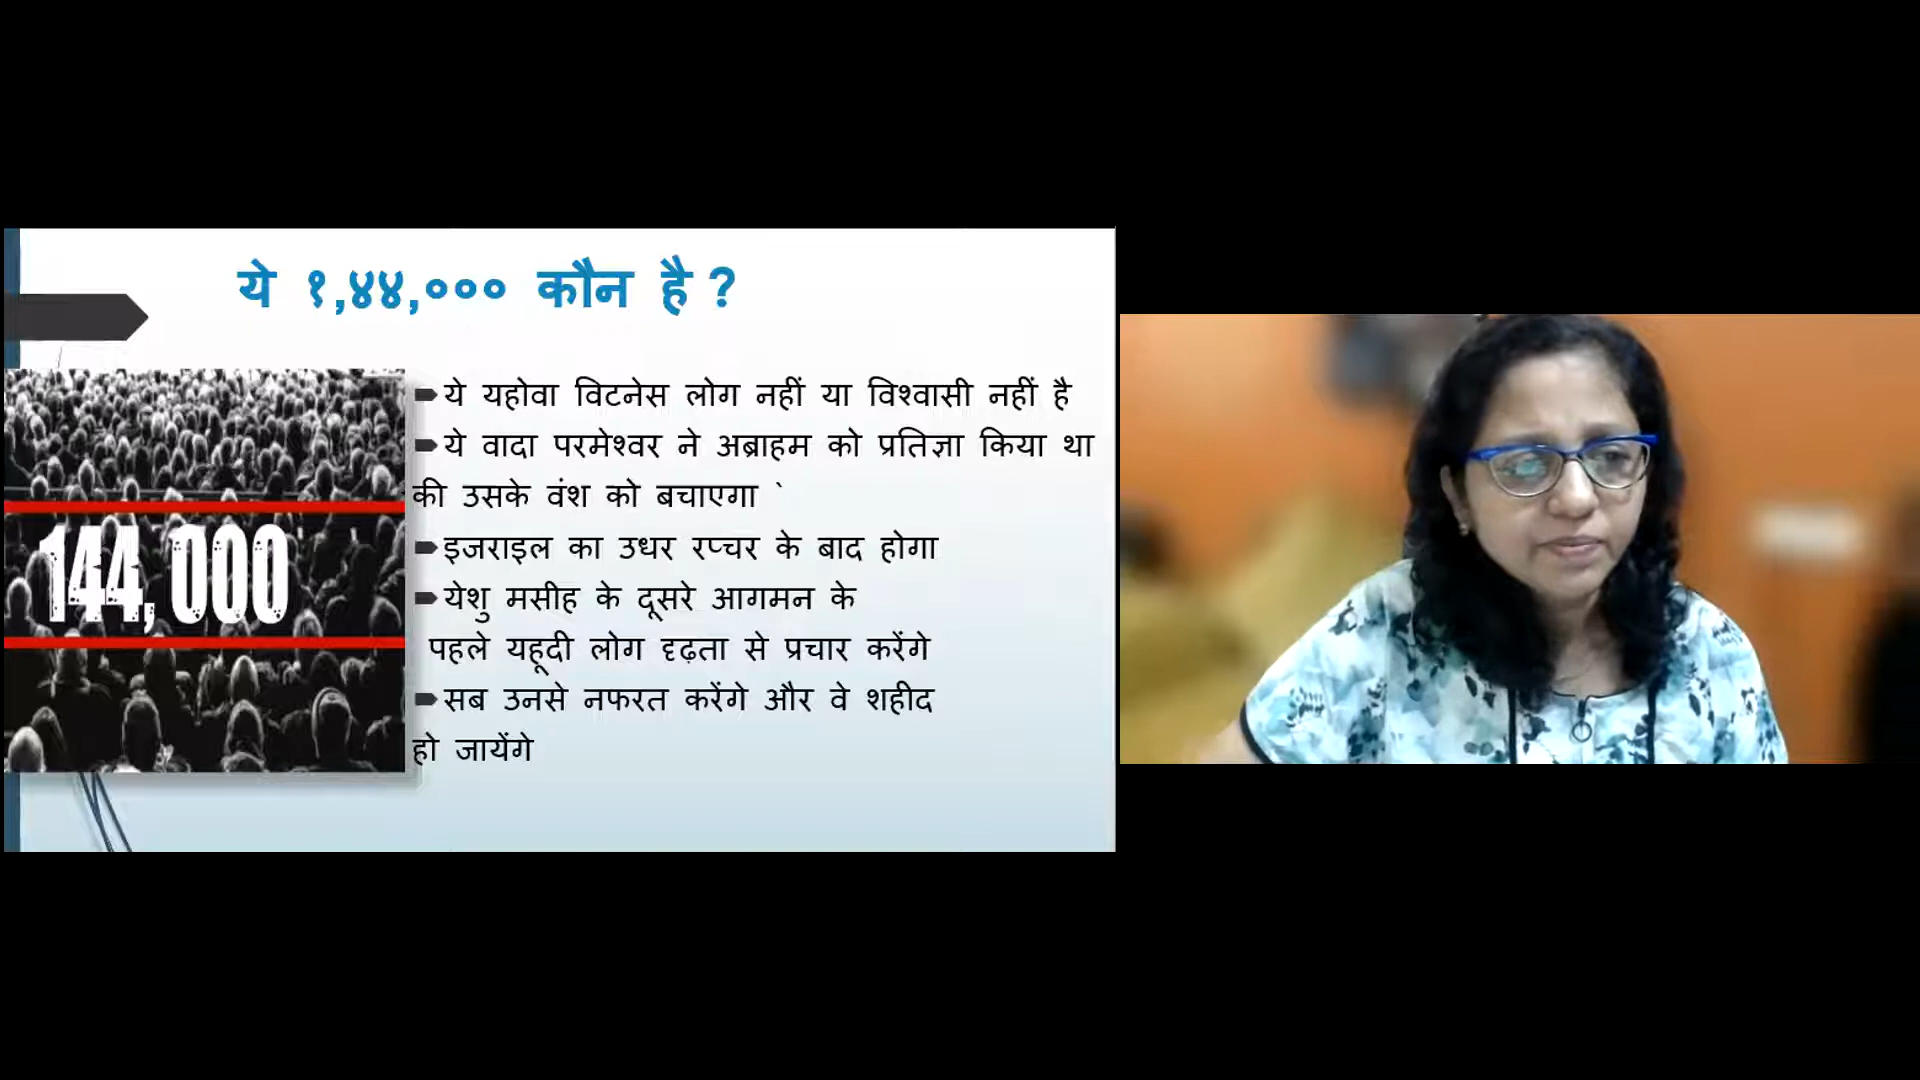 ये १,४४,००० कौन है ?
ये यहोवा विटनेस लोग नहीं या विश्वासी नहीं है
ये वादा परमेश्वर ने अब्राहम को प्रतिज्ञा किया था
की उसके वंश को बचाएगा `
इजराइल का उधर रप्चर के बाद होगा
येशु मसीह के दूसरे आगमन के
पहले यहूदी लोग दृढ़ता से प्रचार करेंगे
सब उनसे नफरत करेंगे और वे शहीद
हो जायेंगे
144,000